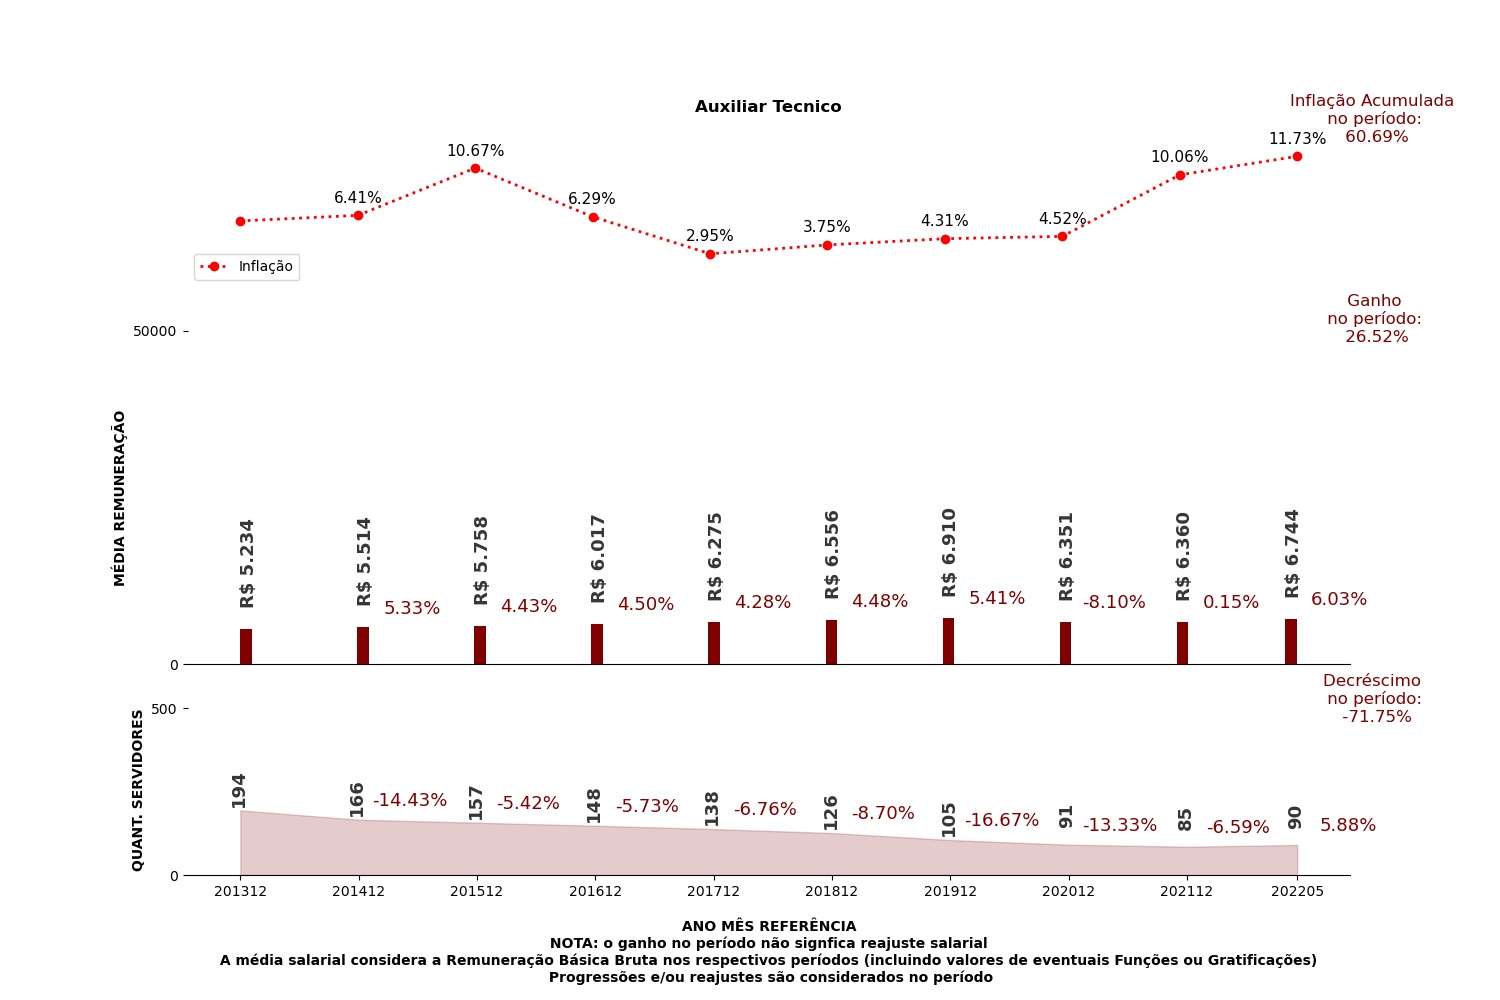 Auxiliar Tecnico
Inflação Acumulada
no período:
60.69%
6.41%
10.67%
6.29%
2.95%
3.75%
4.31%
4.52%
10.06%
11.73%
Inflação
Ganho
no período:
26.52%
50000
0
MÉDIA REMUNERAÇÃO
R$ 5.234
R$ 5.514
R$ 5.758
R$ 6.017
R$ 6.275
R$ 6.556
R$ 6.910
R$ 6.351
R$ 6.360
R$ 6.744
5.33%
4.43%
4.50%
4.28%
4.48%
5.41%
-8.10%
0.15%
6.03%
Decréscimo
no período:
-71.75%
500
0
QUANT. SERVIDORES
194
166
157
148
138
126
105
91
85
90
-14.43%
-5.42%
-5.73%
-6.76%
-8.70%
-16.67%
-13.33%
-6.59%
5.88%
201312
201412
201512
201612
201712
201812
201912
202012
202112
202205
ANO MÊS REFERÊNCIA
NOTA: o ganho no período não signfica reajuste salarial
A média salarial considera a Remuneração Básica Bruta nos respectivos períodos (incluindo valores de eventuais Funções ou Gratificações)
Progressões e/ou reajustes são considerados no período